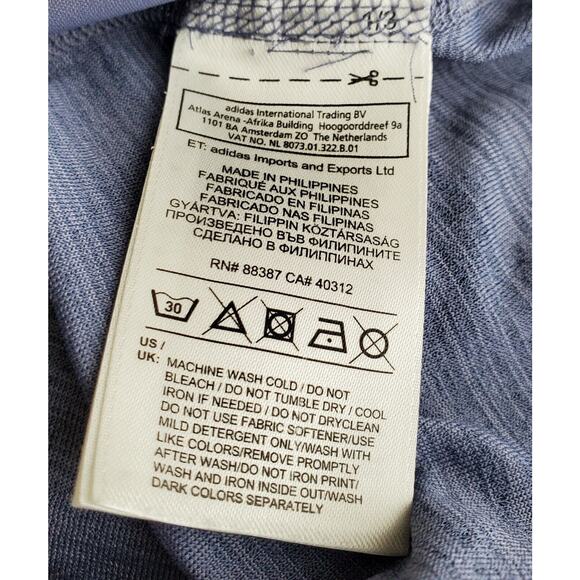 1/3
adidas International Trading BV
Atlas Arena -Afrika Building Hoogoorddreef 9a
1101 BA Amsterdam ZO The Netherlands
VAT NO. NL 8073.01.322.B.01
ET: adidas Imports and Exports Ltd
MADE IN PHILIPPINES
FABRIQUÉ AUX PHILIPPINES
FABRICADO EN FILIPINAS
FABRICADO NAS FILIPINAS
GYÁRTVA: FILIPPIN KÖZTÁRSASÁG
ПРОИЗВЕДЕНО ВЪВ ФИЛИПИНИТЕ
СДЕЛАНО В ФИЛИППИНАХ
RN# 88387 CA# 40312
30
US /
UK: MACHINE WASH COLD / DO NOT
BLEACH / DO NOT TUMBLE DRY / COOL
IRON IF NEEDED / DO NOT DRYCLEAN
DO NOT USE FABRIC SOFTENER/USE
MILD DETERGENT ONLY/WASH WITH
LIKE COLORS/REMOVE PROMPTLY
AFTER WASH/DO NOT IRON PRINT/
WASH AND IRON INSIDE OUT/WASH
DARK COLORS SEPARATELY